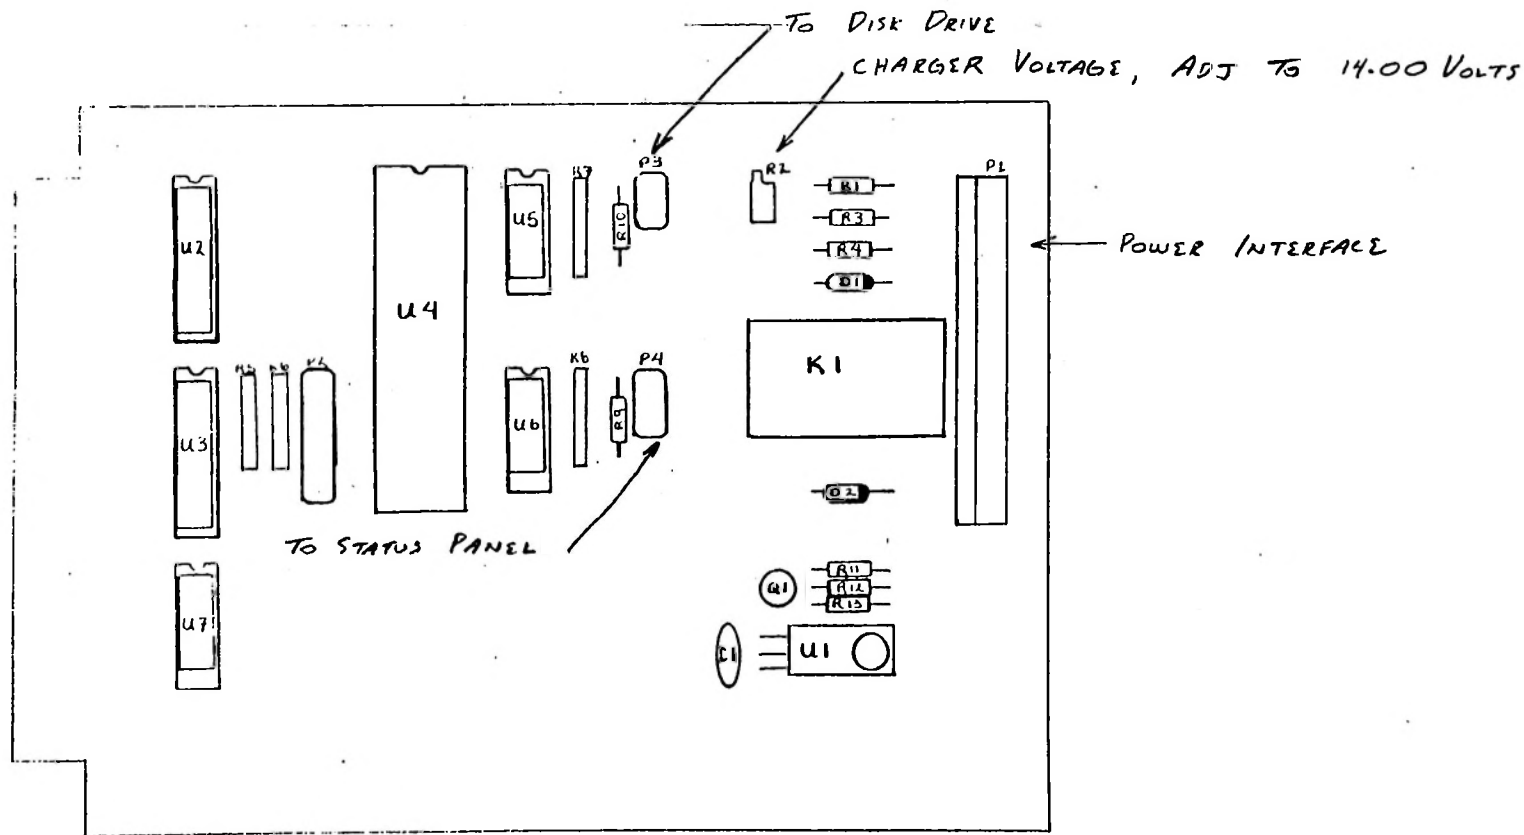 TO DISK DRIVE
CHARGER VOLTAGE, ADJ TO 14.00 VOLTS
P3
R2
P1
R7
U5
R10
R1
U2
R3
R4
POWER INTERFACE
D1
U4
K1
P4
U3
U6
R9
D2
TO STATUS PANEL
R11
Q1
R12
R13
U7
C1
U1